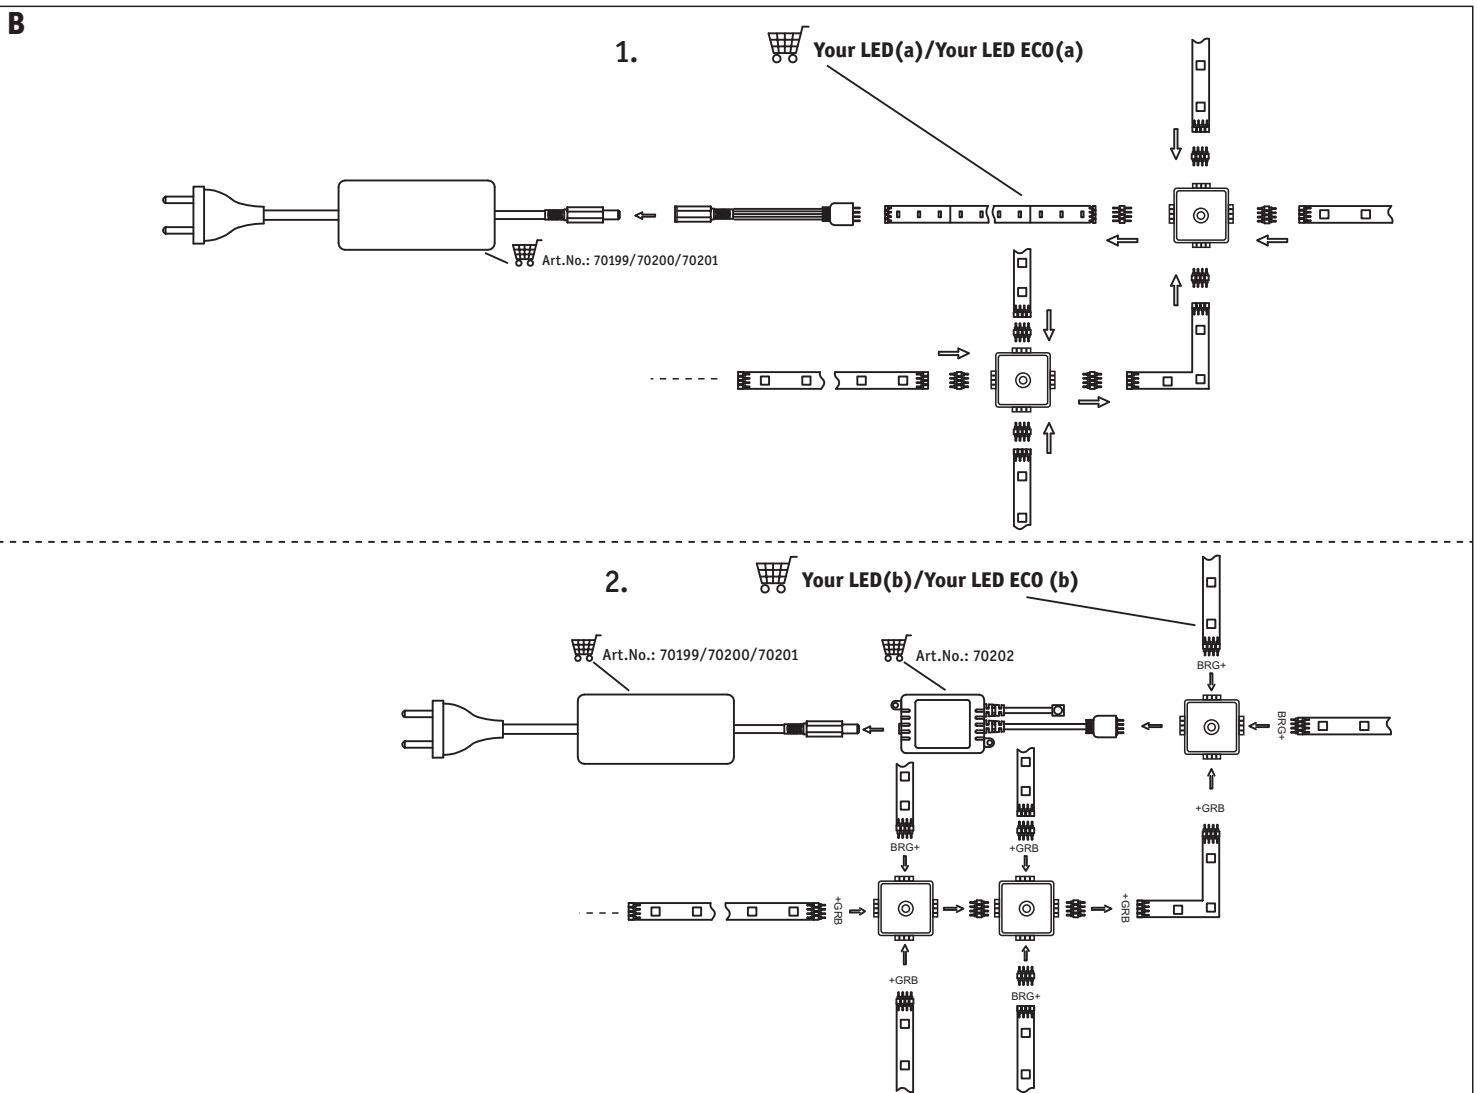 B
1.
Your LED(a)/Your LED ECO(a)
Art.No.: 70199/70200/70201
2.
Your LED(b)/Your LED ECO (b)
Art.No.: 70199/70200/70201
Art.No.: 70202
BRG+
BRG+
+GRB
BRG+
+GRB
+GRB
+GRB
+GRB
BRG+